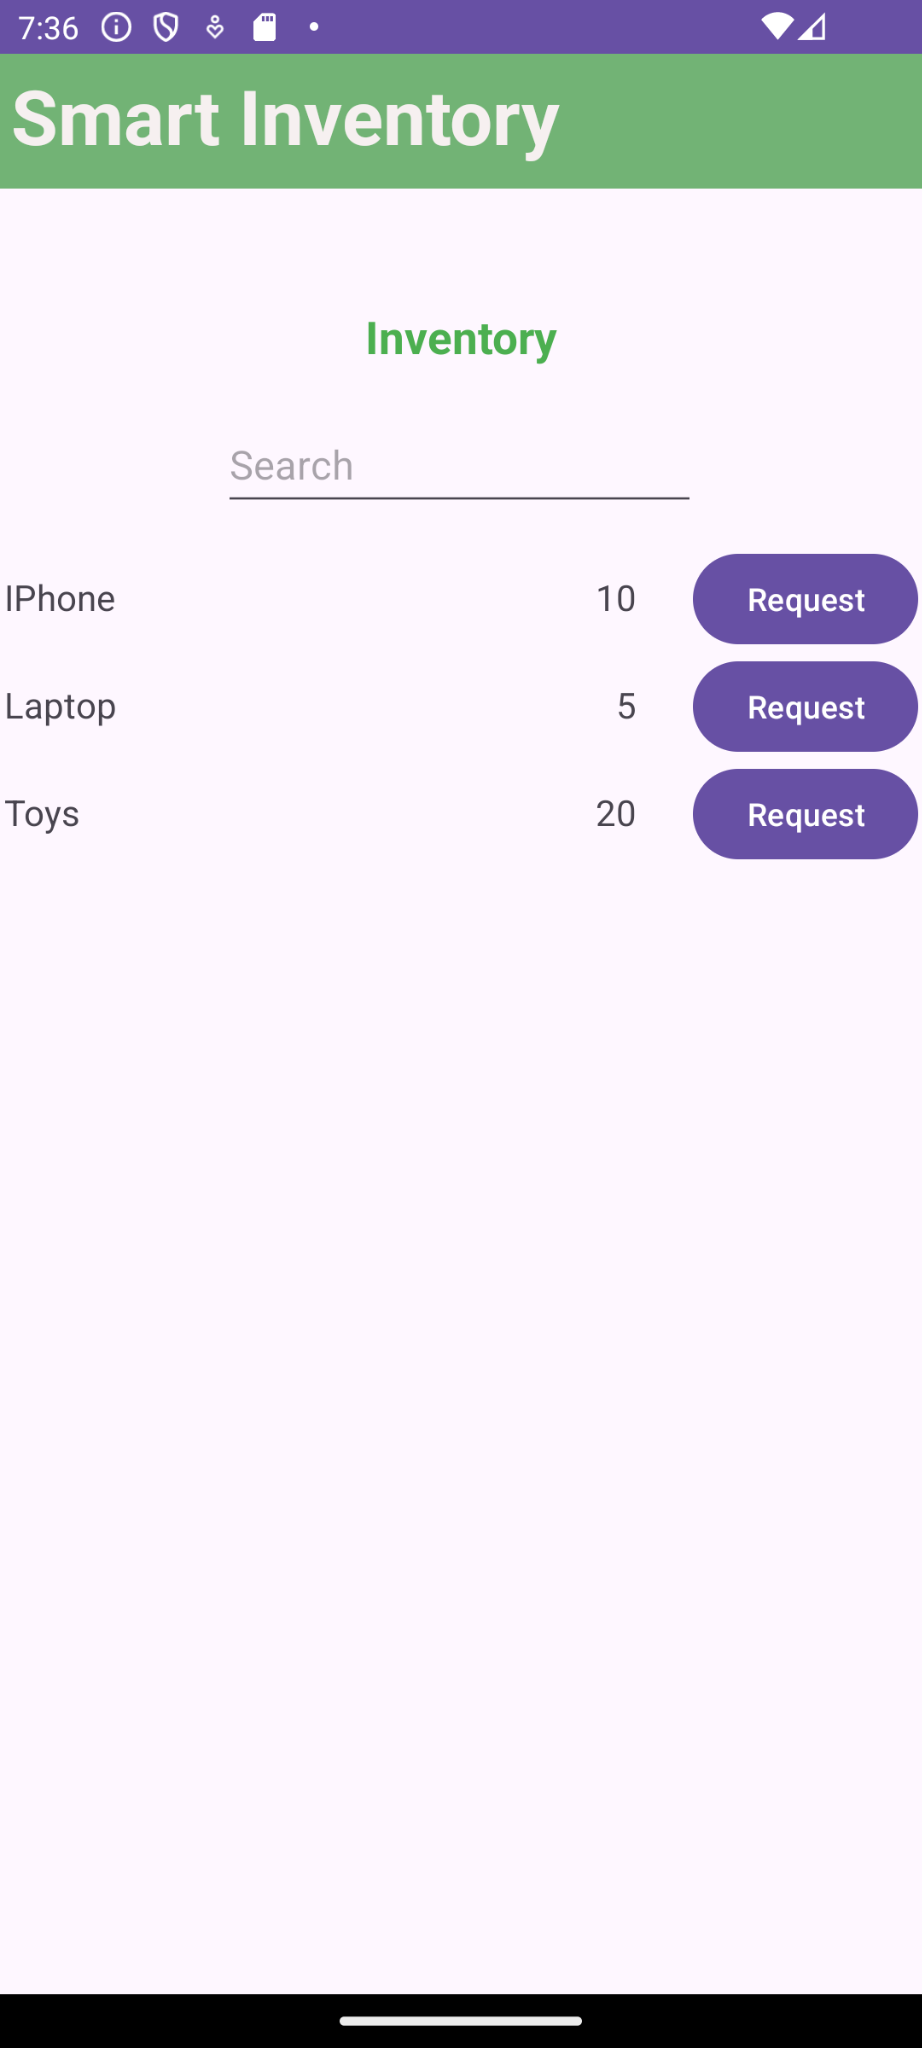 7:36
Smart Inventory
Inventory
Search
IPhone 10 Request
Laptop 5 Request
Toys 20 Request